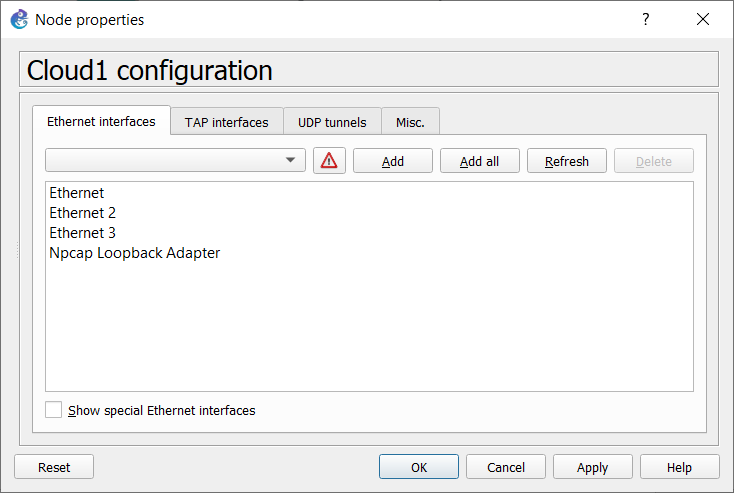 Node properties
?
Cloud1 configuration
Ethernet interfaces
TAP interfaces
UDP tunnels
Misc.
Add
Add all
Refresh
Delete
Ethernet
Ethernet 2
Ethernet 3
Npcap Loopback Adapter
Show special Ethernet interfaces
Reset
OK
Cancel
Apply
Help